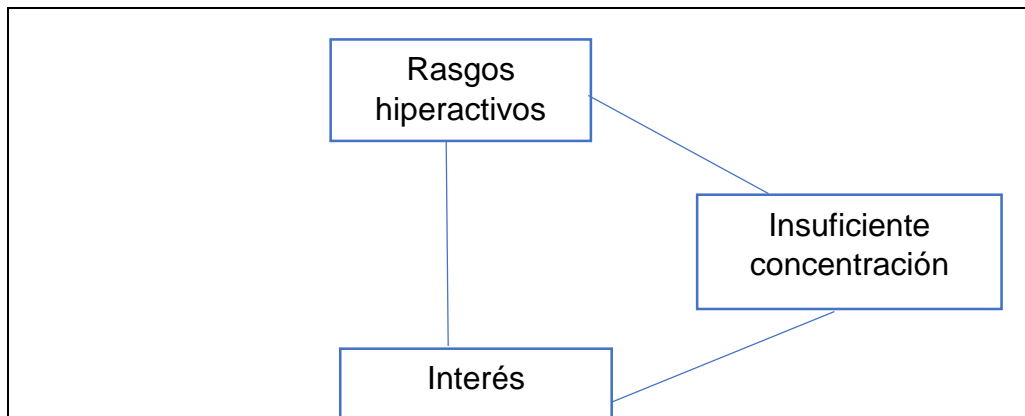 Rasgos
hiperactivos
Insuficiente
concentración
Interés